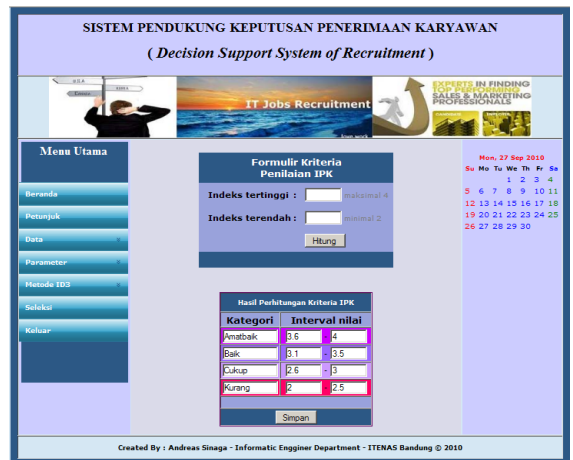 SISTEM PENDUKUNG KEPUTUSAN PENERIMAAN KARYAWAN
( Decision Support System of Recruitment )
IT Jobs Recruitment
EXPERTS IN FINDING
TOP PERFORMING
SALES & MARKETING
PROFESSIONALS
Menu Utama
Beranda
Petunjuk
Data
Parameter
Metode ID3
Seleksi
Keluar
Formulir Kriteria
Penilaian IPK
Indeks tertinggi : maksimal 4
Indeks terendah : minimal 2
Hitung
Hasil Perhitungan Kriteria IPK
Kategori Interval nilai
Amatbaik 3.6 - 4
Baik 3.1 - 3.5
Cukup 2.6 - 3
Kurang 2 - 2.5
Simpan
Mon, 27 Sep 2010
Su Mo Tu We Th Fr Sa
1 2 3 4
5 6 7 8 9 10 11
12 13 14 15 16 17 18
19 20 21 22 23 24 25
26 27 28 29 30
Created By : Andreas Sinaga - Informatic Engginer Department - ITENAS Bandung © 2010